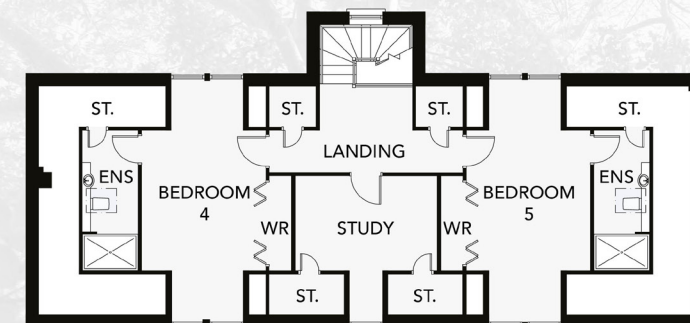 ST.
ST.
ST.
ST.
LANDING
ENS
BEDROOM
4
WR
STUDY
WR
BEDROOM
5
ENS
ST.
ST.